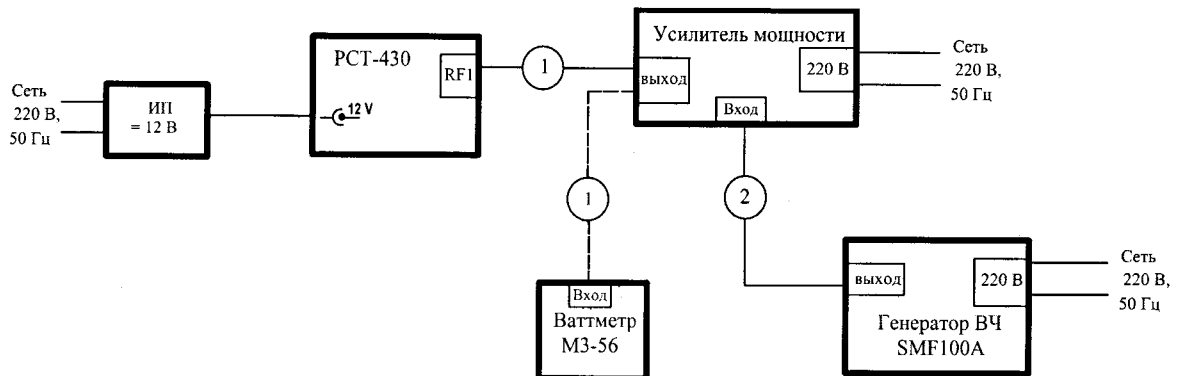 Сеть
220 В,
50 Гц
ИП
= 12 В
РСТ-430
RF1
12 V
1
Усилитель мощности
выход
220 В
Вход
Сеть
220 В,
50 Гц
1
2
Вход
Ваттметр
М3-56
выход
220 В
Генератор ВЧ
SMF100A
Сеть
220 В,
50 Гц